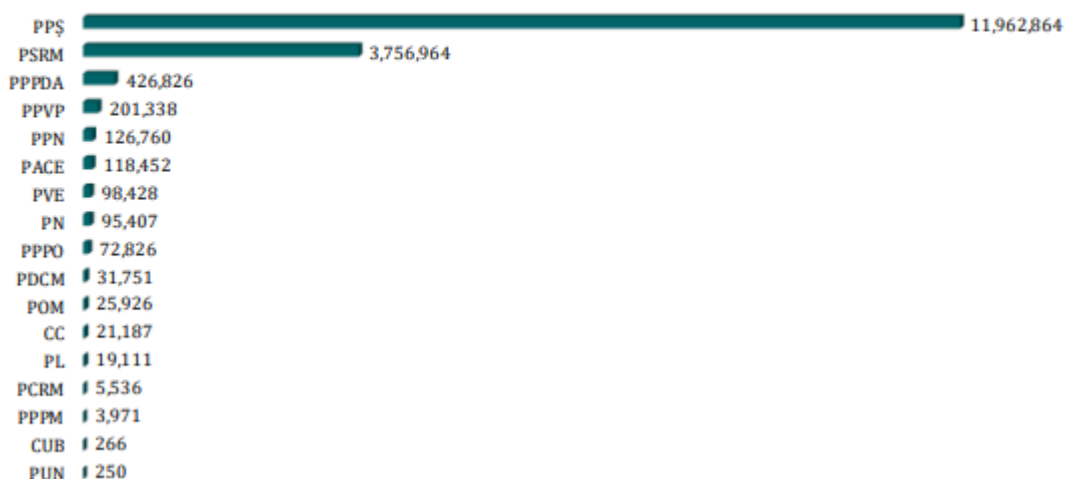 PPȘ 11,962,864
PSRM 3,756,964
PPPDA 426,826
PPVP 201,338
PPN 126,760
PACE 118,452
PVE 98,428
PN 95,407
PPPO 72,826
PDCM 31,751
POM 25,926
CC 21,187
PL 19,111
PCRM 5,536
PPPM 3,971
CUB 266
PUN 250